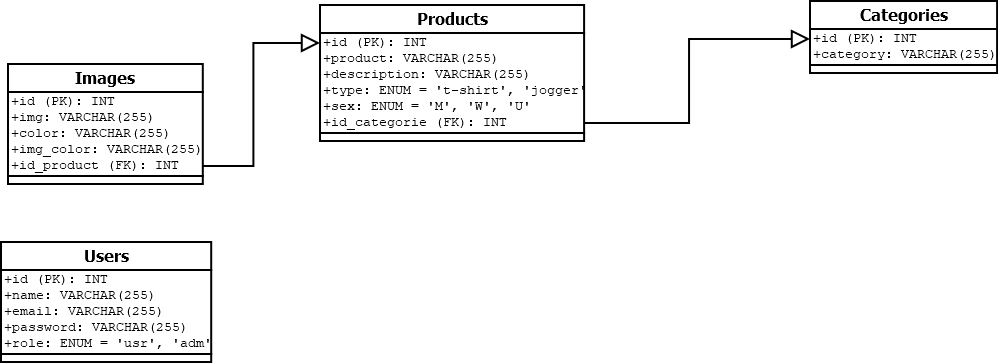 Products
+id (PK): INT
+product: VARCHAR(255)
+description: VARCHAR(255)
+type: ENUM = 't-shirt', 'jogger'
+sex: ENUM = 'M', 'W', 'U'
+id_categorie (FK): INT
Categories
+id (PK): INT
+category: VARCHAR(255)
Images
+id (PK): INT
+img: VARCHAR(255)
+color: VARCHAR(255)
+img_color: VARCHAR(255)
+id_product (FK): INT
Users
+id (PK): INT
+name: VARCHAR(255)
+email: VARCHAR(255)
+password: VARCHAR(255)
+role: ENUM = 'usr', 'adm'